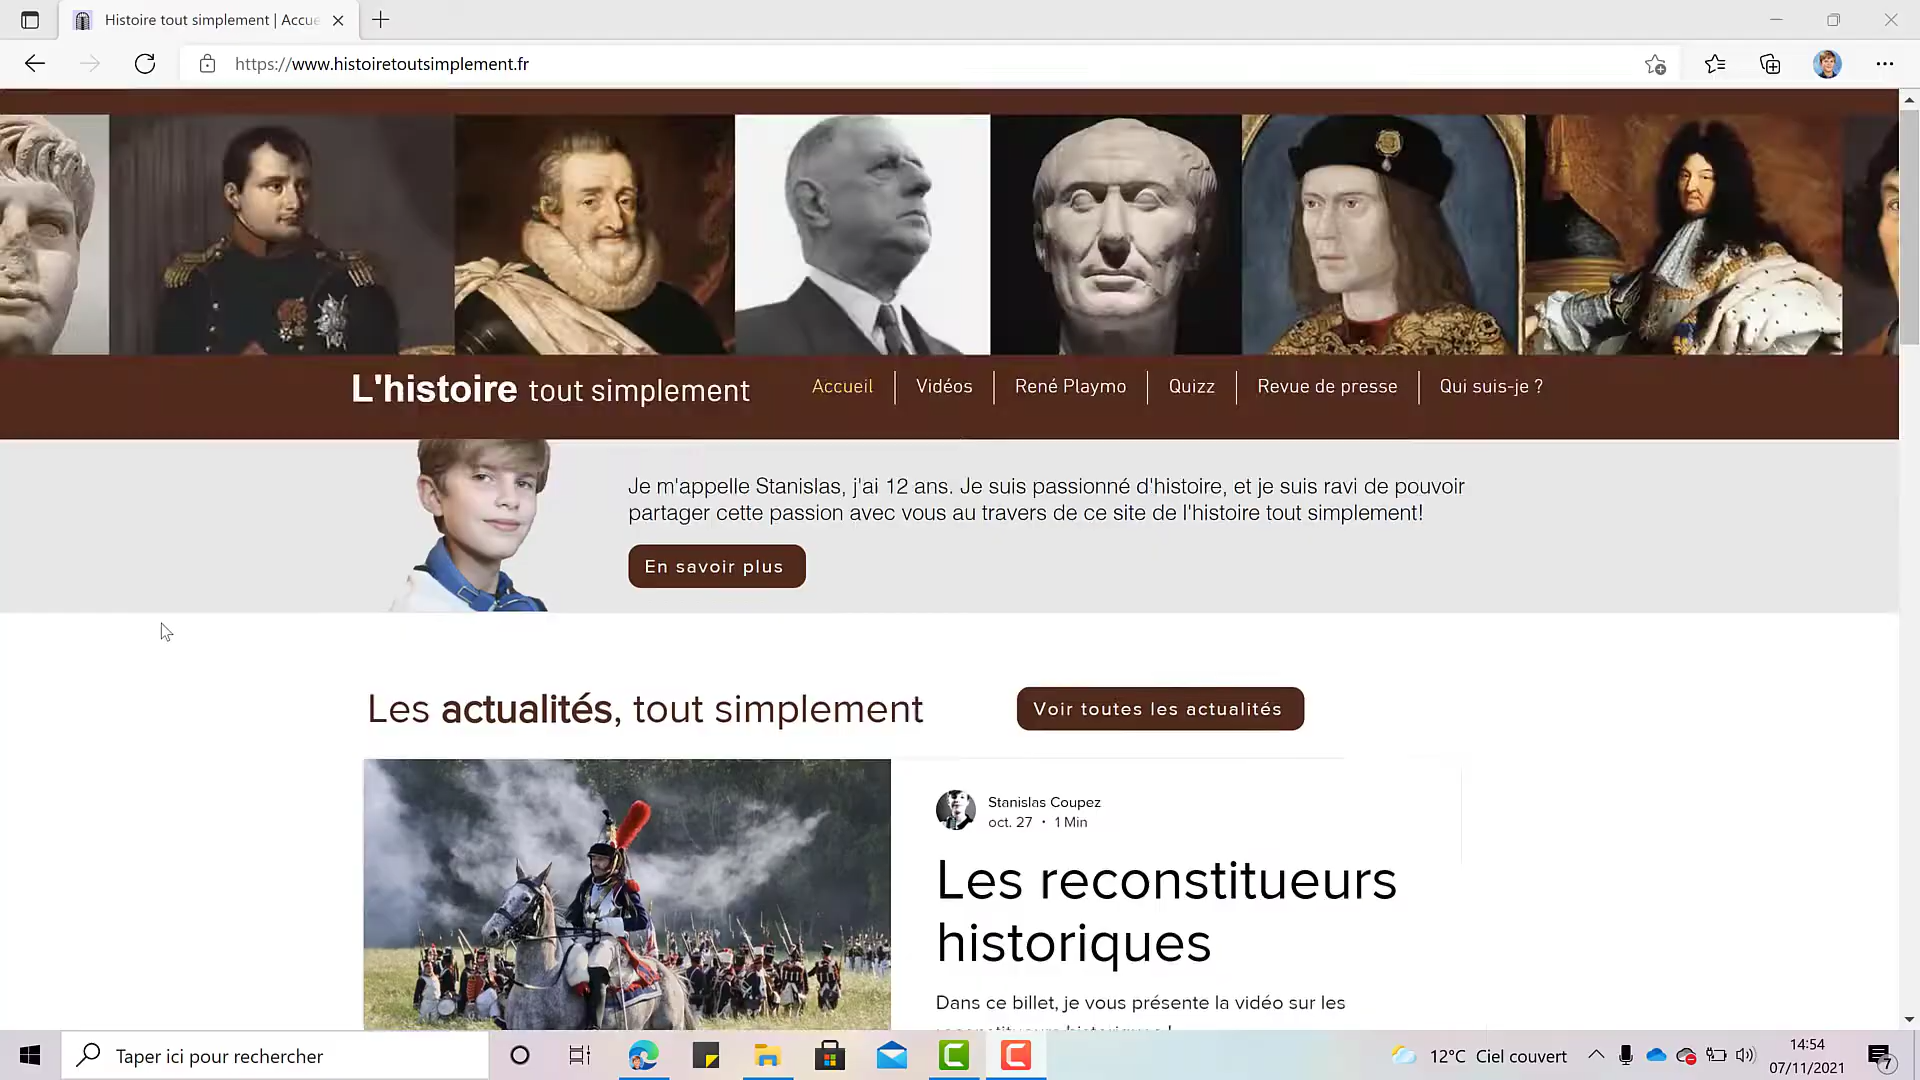 Histoire tout simplement | Accue
https://www.histoiretoutsimplement.fr
L'histoire tout simplement
Accueil
Vidéos
René Playmo
Quizz
Revue de presse
Qui suis-je ?
Je m'appelle Stanislas, j'ai 12 ans. Je suis passionné d'histoire, et je suis ravi de pouvoir
partager cette passion avec vous au travers de ce site de l'histoire tout simplement!
En savoir plus
Les actualités, tout simplement
Voir toutes les actualités
Stanislas Coupez
oct. 27 · 1 Min
Les reconstitueurs
historiques
Dans ce billet, je vous présente la vidéo sur les
Taper ici pour rechercher
12°C Ciel couvert
14:54
07/11/2021
7